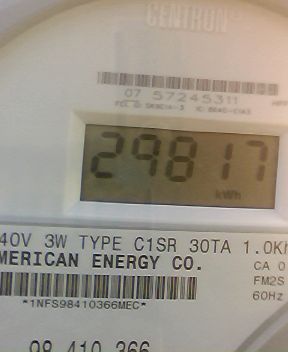 CENTRON®
07 57245311
29817
kWh
40V 3W TYPE C1SR 30TA 1.0Kh
MERICAN ENERGY CO.
CA 0
FM2S
60Hz
*1NFS98410366MEC*
98 410 366